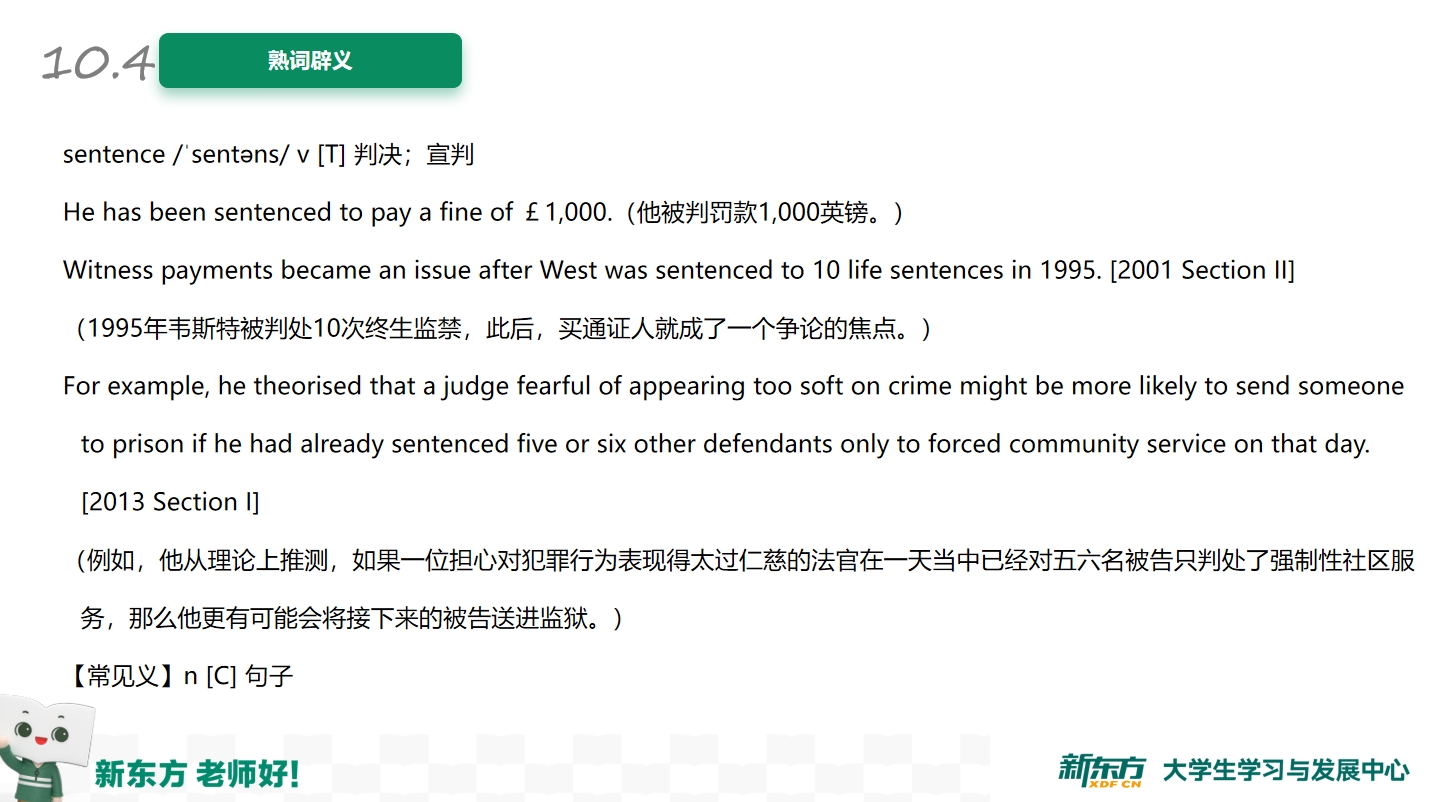 10.4
熟词辟义
sentence /ˈsentəns/ v [T] 判决；宣判
He has been sentenced to pay a fine of ￡1,000.（他被判罚款1,000英镑。）
Witness payments became an issue after West was sentenced to 10 life sentences in 1995. [2001 Section II]
（1995年韦斯特被判处10次终生监禁，此后，买通证人就成了一个争论的焦点。）
For example, he theorised that a judge fearful of appearing too soft on crime might be more likely to send someone
to prison if he had already sentenced five or six other defendants only to forced community service on that day.
[2013 Section I]
（例如，他从理论上推测，如果一位担心对犯罪行为表现得太过仁慈的法官在一天当中已经对五六名被告只判处了强制性社区服
务，那么他更有可能会将接下来的被告送进监狱。）
【常见义】n [C] 句子
新东方 老师好！
新东方 XDF.CN 大学生学习与发展中心